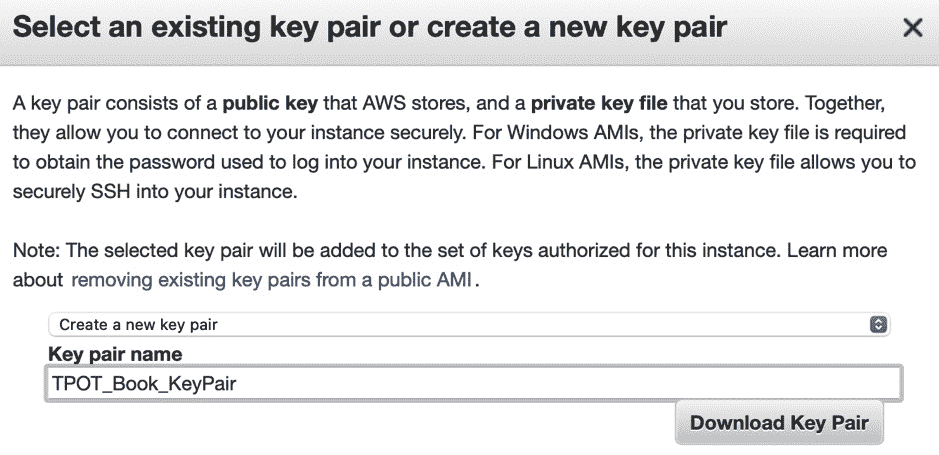 Select an existing key pair or create a new key pair
A key pair consists of a public key that AWS stores, and a private key file that you store. Together,
they allow you to connect to your instance securely. For Windows AMIs, the private key file is required
to obtain the password used to log into your instance. For Linux AMIs, the private key file allows you to
securely SSH into your instance.
Note: The selected key pair will be added to the set of keys authorized for this instance. Learn more
about removing existing key pairs from a public AMI .
Create a new key pair
Key pair name
TPOT_Book_KeyPair
Download Key Pair